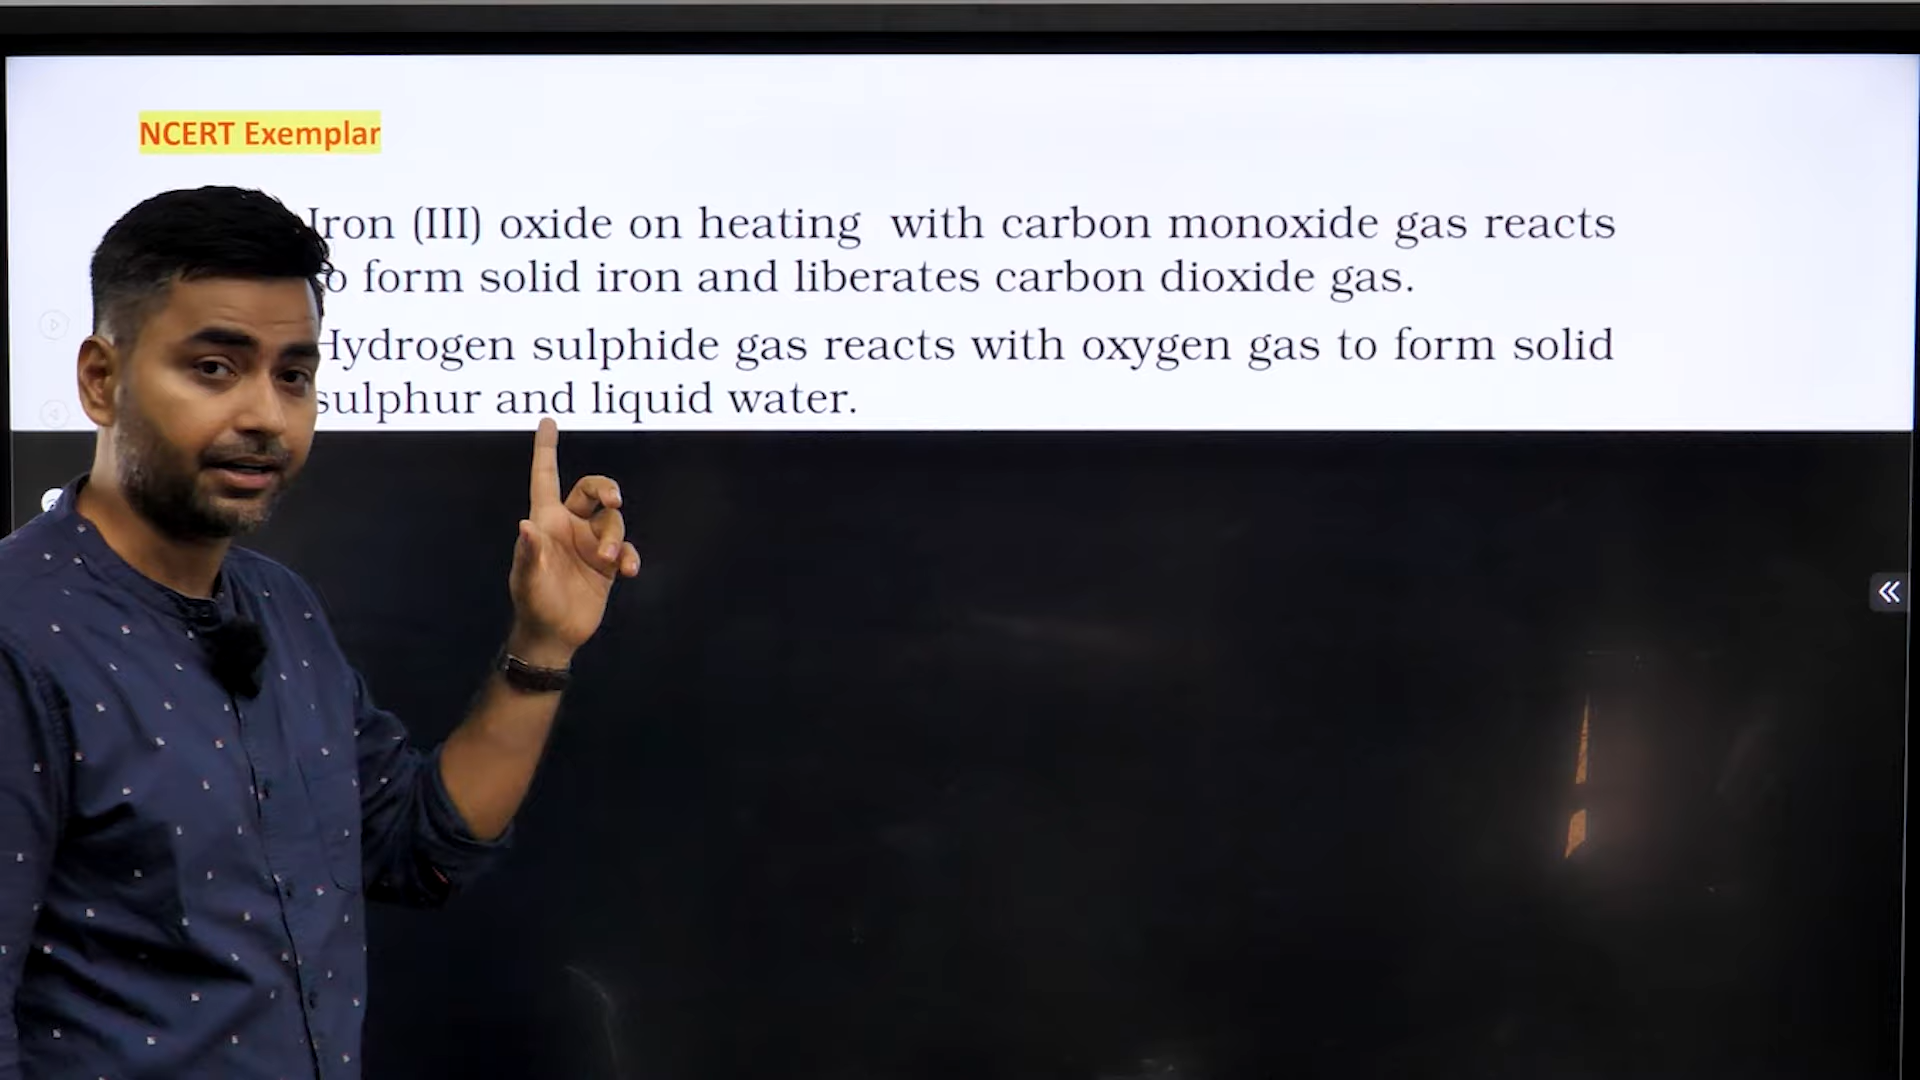 NCERT Exemplar
Iron (III) oxide on heating with carbon monoxide gas reacts
o form solid iron and liberates carbon dioxide gas.
Hydrogen sulphide gas reacts with oxygen gas to form solid
sulphur and liquid water.